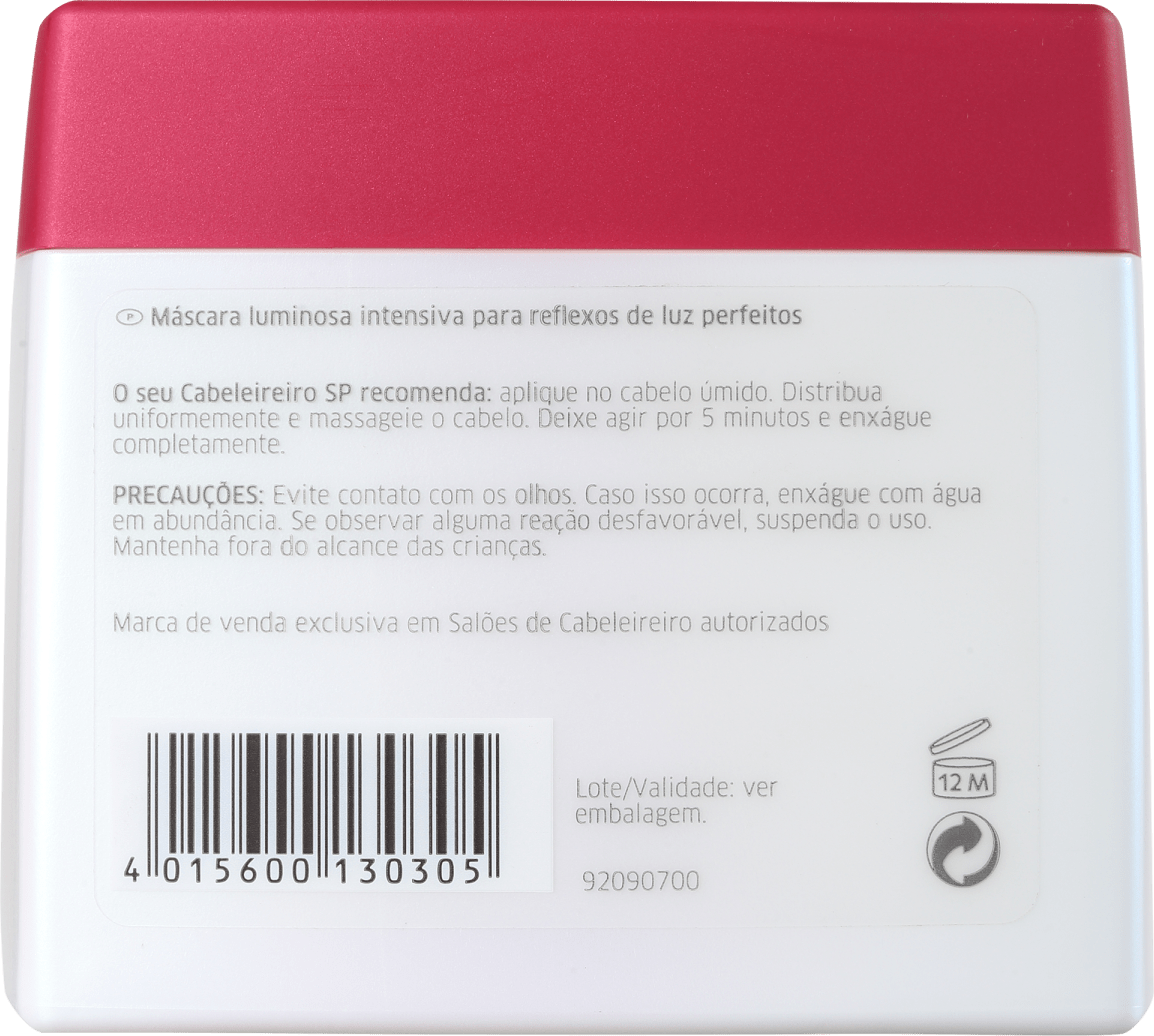 P Máscara luminosa intensiva para reflexos de luz perfeitos
O seu Cabeleireiro SP recomenda: aplique no cabelo úmido. Distribua
uniformemente e massageie o cabelo. Deixe agir por 5 minutos e enxágue
completamente.
PRECAUÇÕES: Evite contato com os olhos. Caso isso ocorra, enxágue com água
em abundância. Se observar alguma reação desfavorável, suspenda o uso.
Mantenha fora do alcance das crianças.
Marca de venda exclusiva em Salões de Cabeleireiro autorizados
12 M
Lote/Validade: ver
embalagem.
4 015600 130305
92090700